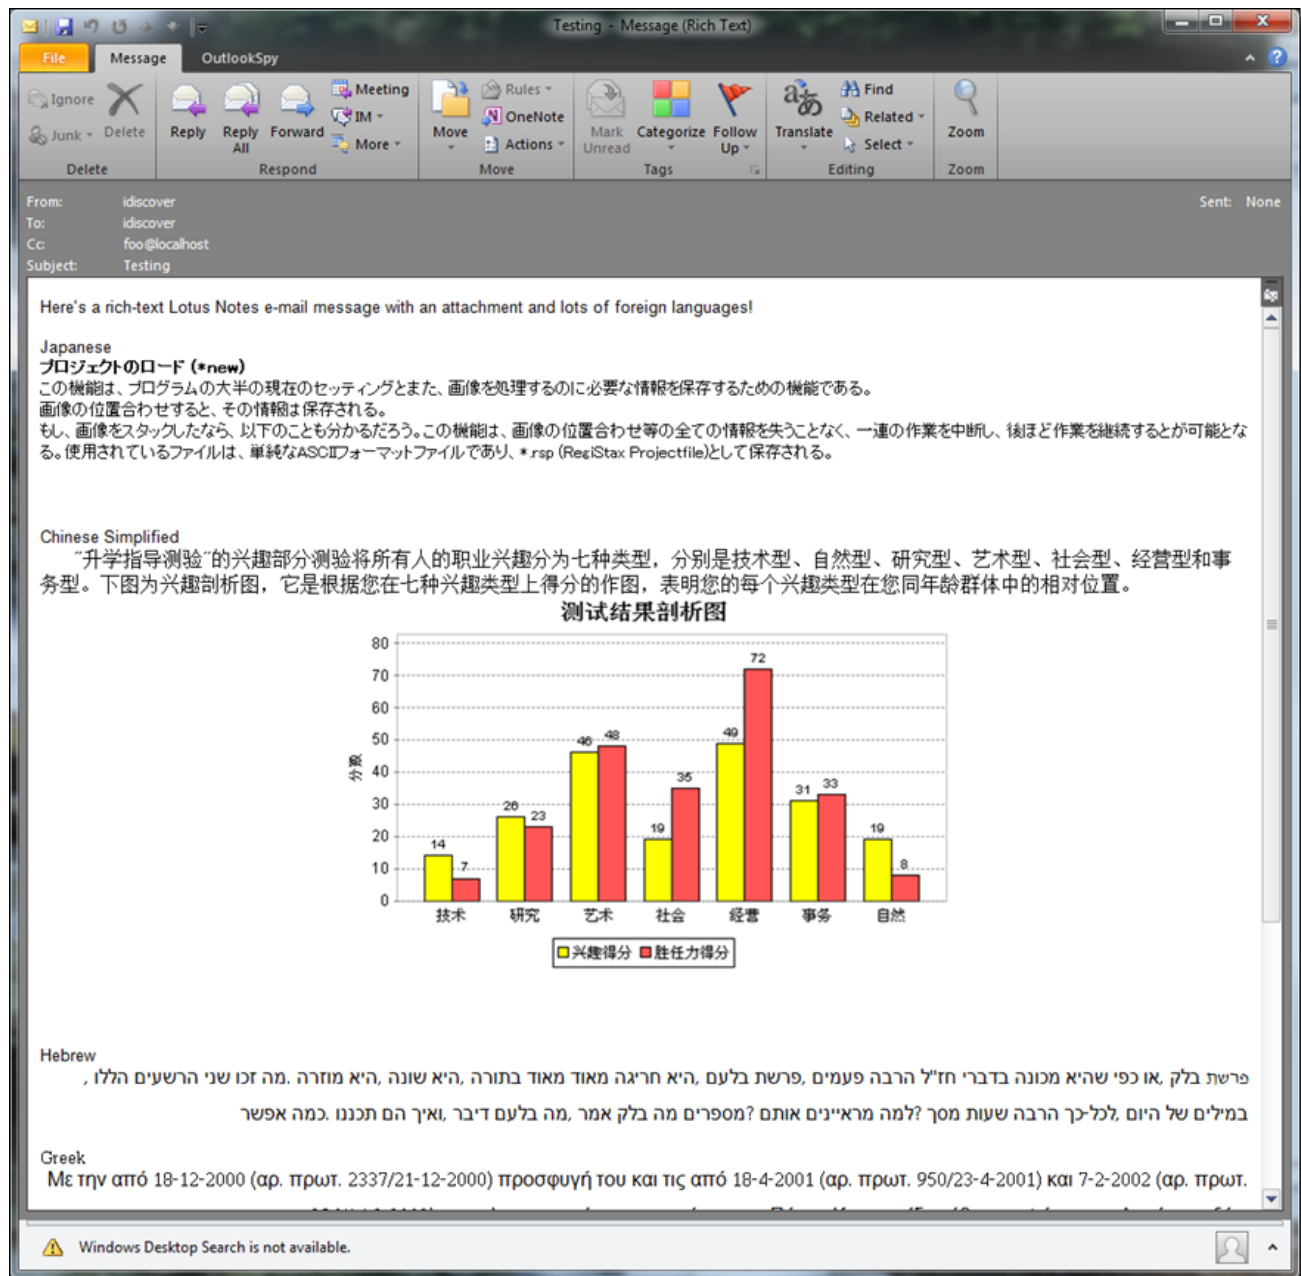 Testing - Message (Rich Text)
File Message OutlookSpy
Ignore
Junk
Delete
Delete
Reply
Reply All
Forward
Meeting
IM
More
Respond
Move
Rules
OneNote
Actions
Move
Mark Unread
Categorize
Follow Up
Tags
Translate
Find
Related
Select
Editing
Zoom
Zoom
From: idiscover
Sent: None
To: idiscover
Cc: foo@localhost
Subject: Testing
Here's a rich-text Lotus Notes e-mail message with an attachment and lots of foreign languages!
Japanese
プロジェクトのロード (*new)
この機能は、プログラムの大半の現在のセッティングとまた、画像を処理するのに必要な情報を保存するための機能である。
画像の位置合わせすると、その情報は保存される。
もし、画像をスタックしたなら、以下のことも分かるだろう。この機能は、画像の位置合わせ等の全ての情報を失うことなく、一連の作業を中断し、後ほど作業を継続するとが可能とな
る。使用されているファイルは、単純なASCIIフォーマットファイルであり、*.rsp (RegiStax Projectfile)として保存される。
Chinese Simplified
"升学指导测验"的兴趣部分测验将所有人的职业兴趣分为七种类型，分别是技术型、自然型、研究型、艺术型、社会型、经营型和事
务型。下图为兴趣剖析图，它是根据您在七种兴趣类型上得分的作图，表明您的每个兴趣类型在您同年龄群体中的相对位置。
测试结果剖析图
分数
80
70
60
50
40
30
20
10
0
14 7
26 23
46 48
19 35
49 72
31 33
19 8
技术 研究 艺术 社会 经营 事务 自然
兴趣得分 胜任力得分
Hebrew
פרשת בלק ,או כפי שהיא מכונה בדברי חז"ל הרבה פעמים ,פרשת בלעם ,היא חריגה מאוד מאוד בתורה ,היא שונה ,היא מוזרה .מה זכו שני הרשעים הללו ,
במילים של היום ,לכל-כך הרבה שעות מסך ?למה מראיינים אותם ?מספרים מה בלק אמר ,מה בלעם דיבר ,ואיך הם תכננו .כמה אפשר
Greek
Με την από 18-12-2000 (αρ. πρωτ. 2337/21-12-2000) προσφυγή του και τις από 18-4-2001 (αρ. πρωτ. 950/23-4-2001) και 7-2-2002 (αρ. πρωτ.
Windows Desktop Search is not available.